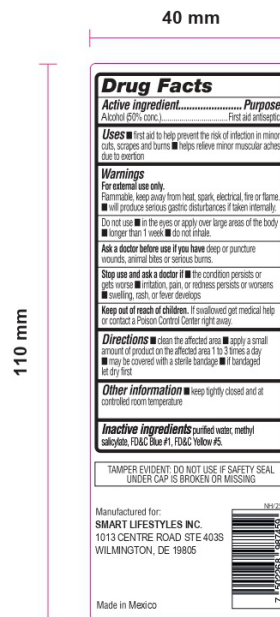 40 mm
110 mm
Drug Facts
Active ingredient...................... Purpose
Alcohol (50% conc.)........................ First aid antiseptic
Uses ■ first aid to help prevent the risk of infection in minor
cuts, scrapes and burns ■ helps relieve minor muscular aches
due to exertion
Warnings
For external use only.
Flammable, keep away from heat, spark, electrical, fire or flame.
■ will produce serious gastric disturbances if taken internally.
Do not use ■ in the eyes or apply over large areas of the body
■ longer than 1 week ■ do not inhale.
Ask a doctor before use if you have deep or puncture
wounds, animal bites or serious burns.
Stop use and ask a doctor if ■ the condition persists or
gets worse ■ irritation, pain, or redness persists or worsens
■ swelling, rash, or fever develops
Keep out of reach of children. If swallowed get medical help
or contact a Poison Control Center right away.
Directions ■ clean the affected area ■ apply a small
amount of product on the affected area 1 to 3 times a day
■ may be covered with a sterile bandage ■ if bandaged
let dry first
Other information ■ keep tightly closed and at
controlled room temperature
Inactive ingredients purified water, methyl
salicylate, FD&C Blue #1, FD&C Yellow #5.
TAMPER EVIDENT: DO NOT USE IF SAFETY SEAL
UNDER CAP IS BROKEN OR MISSING
Manufactured for:
SMART LIFESTYLES INC.
1013 CENTRE ROAD STE 403S
WILMINGTON, DE 19805
Made in Mexico